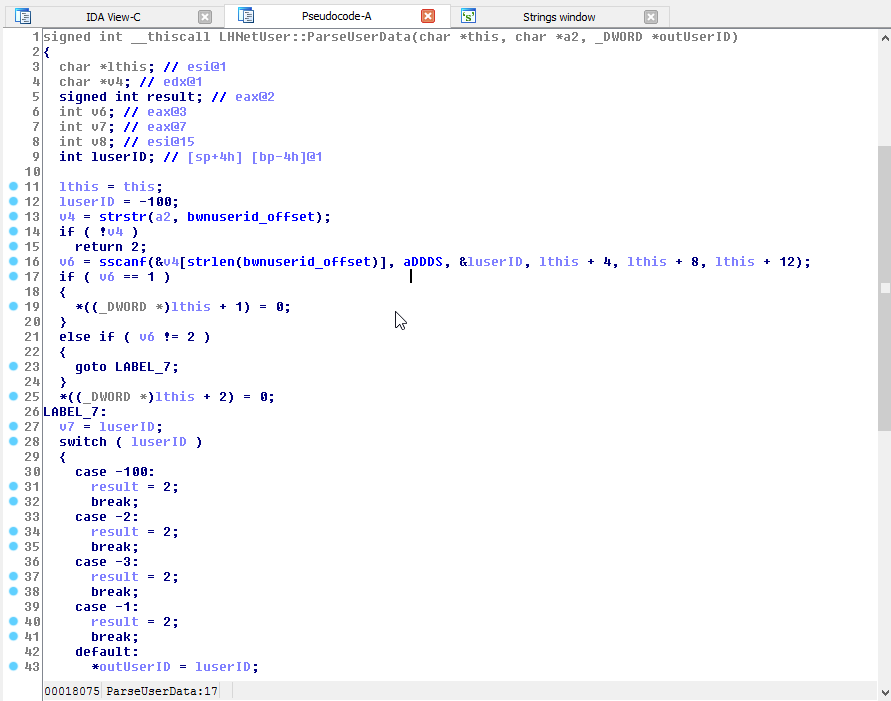 IDA View-C Pseudocode-A Strings window
1 signed int __thiscall LHNetUser::ParseUserData(char *this, char *a2, _DWORD *outUserID)
2 {
3 char *lthis; // esi@1
4 char *v4; // edx@1
5 signed int result; // eax@2
6 int v6; // eax@3
7 int v7; // eax@7
8 int v8; // esi@15
9 int luserID; // [sp+4h] [bp-4h]@1
10
11 lthis = this;
12 luserID = -100;
13 v4 = strstr(a2, bwnuserid_offset);
14 if ( !v4 )
15 return 2;
16 v6 = sscanf(&v4[strlen(bwnuserid_offset)], aDDDS, &luserID, lthis + 4, lthis + 8, lthis + 12);
17 if ( v6 == 1 )
18 {
19 *((_DWORD *)lthis + 1) = 0;
20 }
21 else if ( v6 != 2 )
22 {
23 goto LABEL_7;
24 }
25 *((_DWORD *)lthis + 2) = 0;
26 LABEL_7:
27 v7 = luserID;
28 switch ( luserID )
29 {
30 case -100:
31 result = 2;
32 break;
33 case -2:
34 result = 2;
35 break;
36 case -3:
37 result = 2;
38 break;
39 case -1:
40 result = 2;
41 break;
42 default:
43 *outUserID = luserID;
00018075 ParseUserData:17